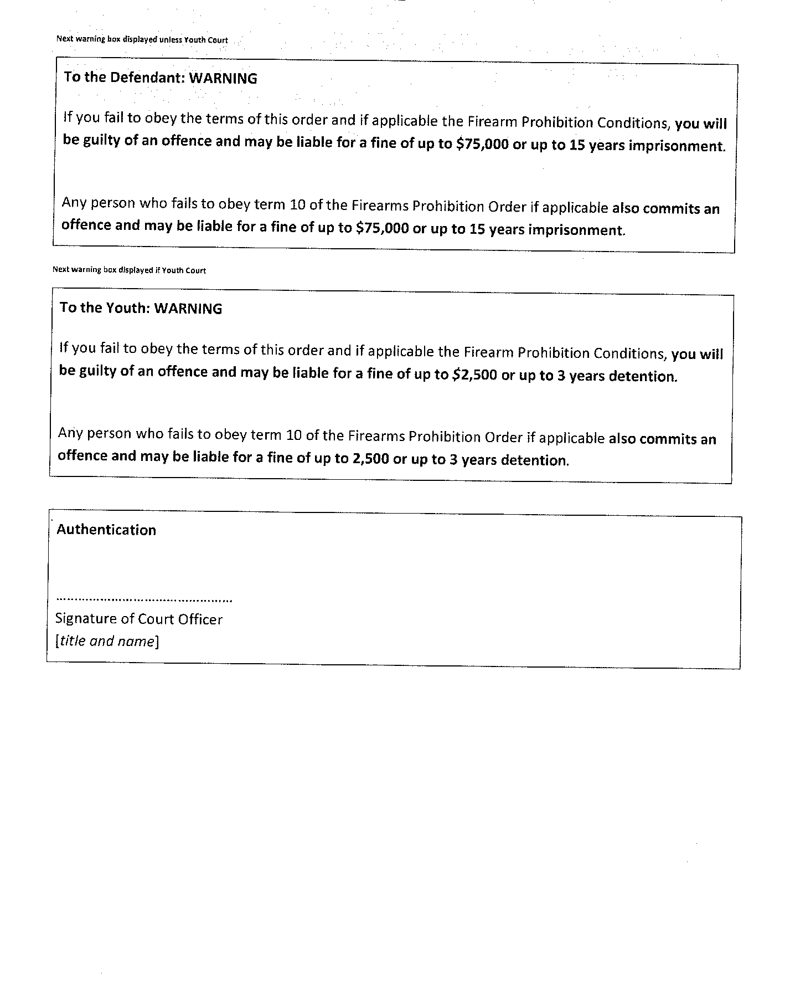 Next warning box displayed unless Youth Court
To the Defendant: WARNING
If you fail to obey the terms of this order and if applicable the Firearm Prohibition Conditions, you will
be guilty of an offence and may be liable for a fine of up to $75,000 or up to 15 years imprisonment.
Any person who fails to obey term 10 of the Firearms Prohibition Order if applicable also commits an
offence and may be liable for a fine of up to $75,000 or up to 15 years imprisonment.
Next warning box displayed if Youth Court
To the Youth: WARNING
If you fail to obey the terms of this order and if applicable the Firearm Prohibition Conditions, you will
be guilty of an offence and may be liable for a fine of up to $2,500 or up to 3 years detention.
Any person who fails to obey term 10 of the Firearms Prohibition Order if applicable also commits an
offence and may be liable for a fine of up to 2,500 or up to 3 years detention.
Authentication
................................................
Signature of Court Officer
[title and name]